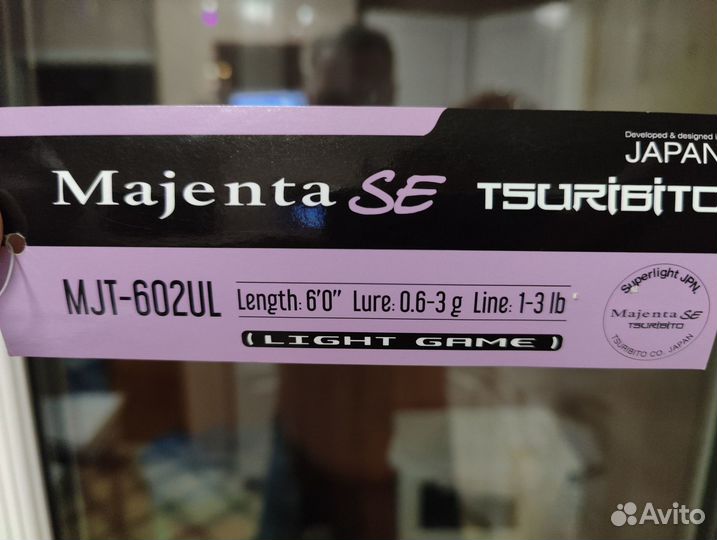 Developed & designed i
JAPAN
Majenta SE TSURIBITO
MJT-602UL Length: 6'0" Lure: 0.6-3 g Line: 1-3 lb
( LIGHT GAME )
Superlight JPN.
Majenta SE
TSURIBITO
TSURIBITO CO. JAPAN
Avito